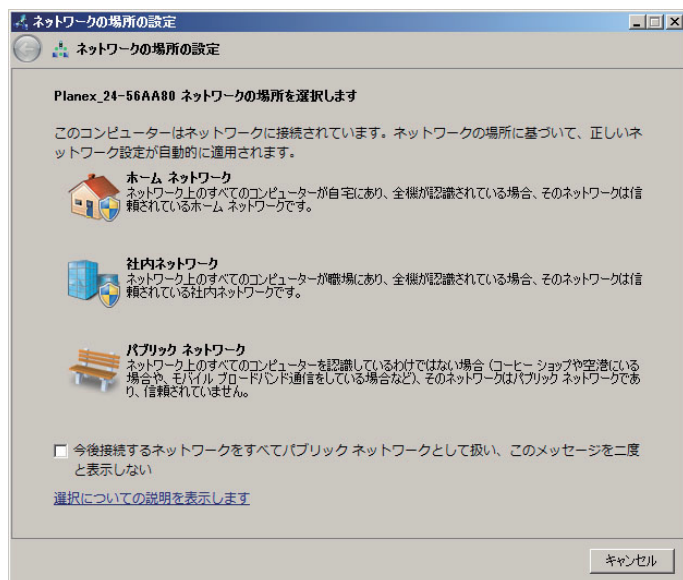 ネットワークの場所の設定
ネットワークの場所の設定
Planex_24-56AA80 ネットワークの場所を選択します
このコンピューターはネットワークに接続されています。ネットワークの場所に基づいて、正しいネ
ットワーク設定が自動的に適用されます。
ホーム ネットワーク
ネットワーク上のすべてのコンピューターが自宅にあり、全機が認識されている場合、そのネットワークは信
頼されているホーム ネットワークです。
社内ネットワーク
ネットワーク上のすべてのコンピューターが職場にあり、全機が認識されている場合、そのネットワークは信
頼されている社内ネットワークです。
パブリック ネットワーク
ネットワーク上のすべてのコンピューターを認識しているわけではない場合 (コーヒー ショップや空港にいる
場合や、モバイル ブロードバンド通信をしている場合など)、そのネットワークはパブリック ネットワークであ
り、信頼されていません。
今後接続するネットワークをすべてパブリック ネットワークとして扱い、このメッセージを二度
と表示しない
選択についての説明を表示します
キャンセル